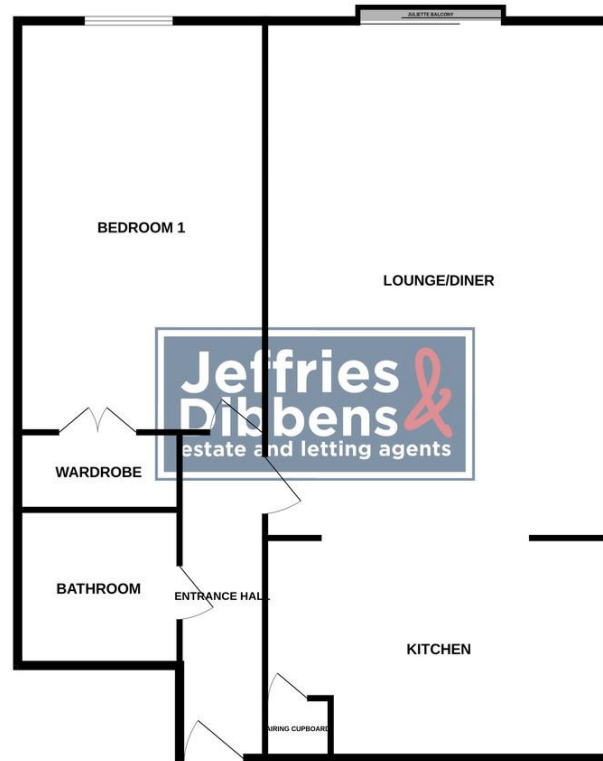 JULIETTE BALCONY
BEDROOM 1
LOUNGE/DINER
Jeffries &
Dibbens
estate and letting agents
WARDROBE
BATHROOM
ENTRANCE HALL
KITCHEN
AIRING CUPBOARD